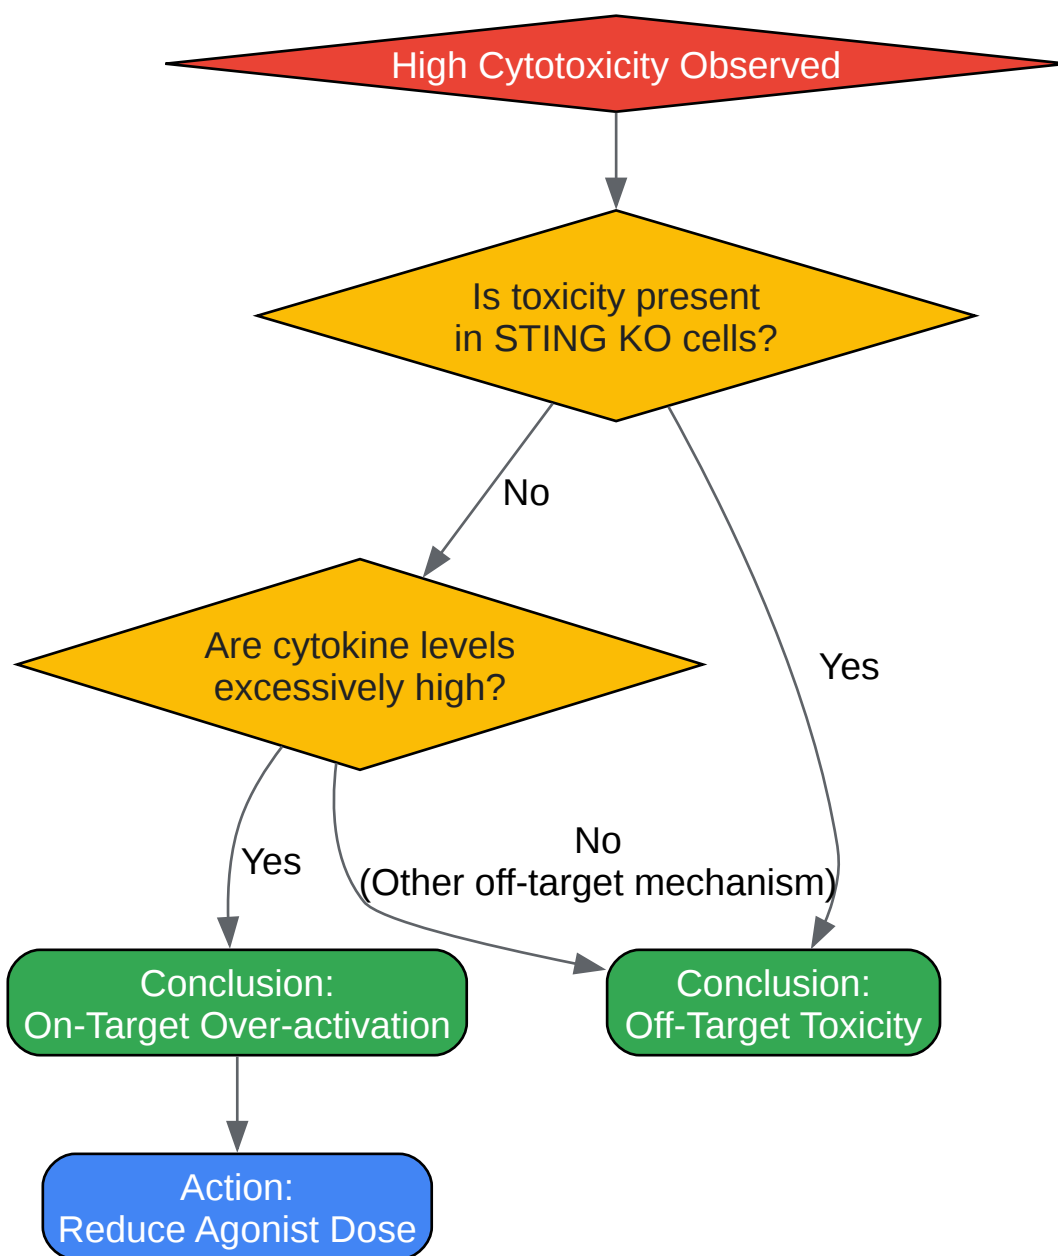 High Cytotoxicity Observed
Is toxicity present
in STING KO cells?
No
Yes
Are cytokine levels
excessively high?
Yes
No
(Other off-target mechanism)
Conclusion:
On-Target Over-activation
Conclusion:
Off-Target Toxicity
Action:
Reduce Agonist Dose